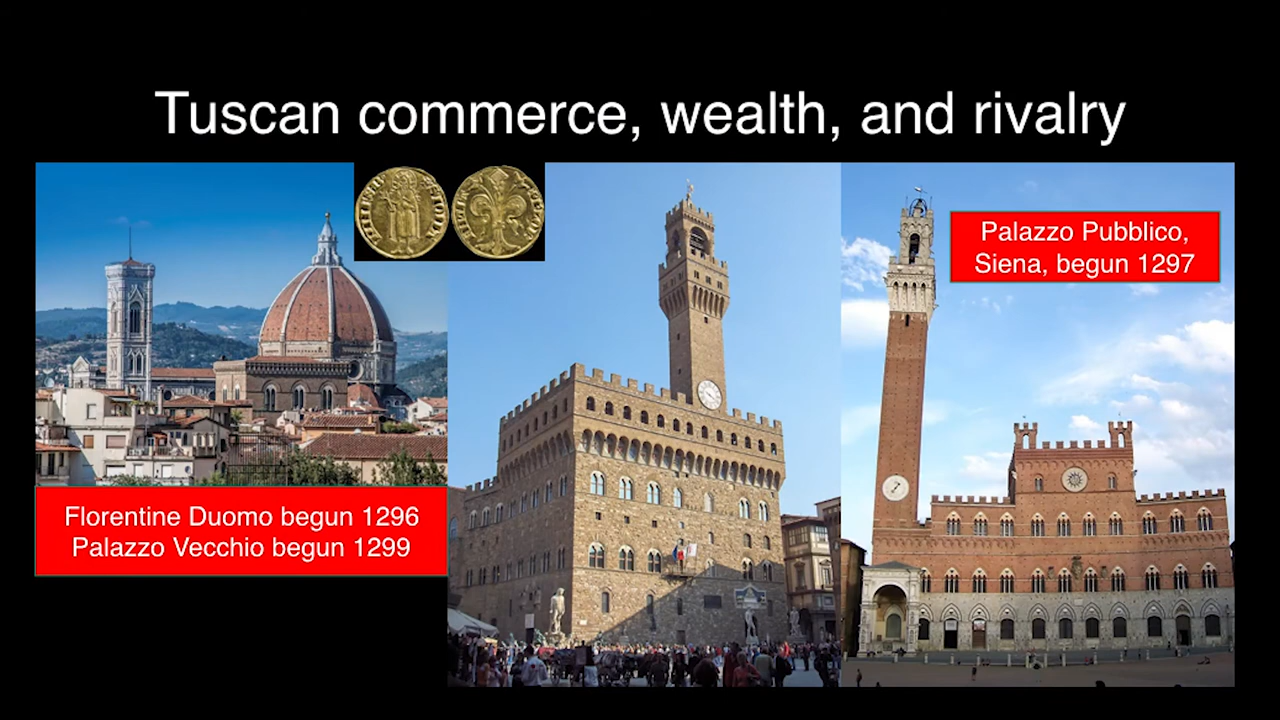 Tuscan commerce, wealth, and rivalry
Palazzo Pubblico,
Siena, begun 1297
Florentine Duomo begun 1296
Palazzo Vecchio begun 1299